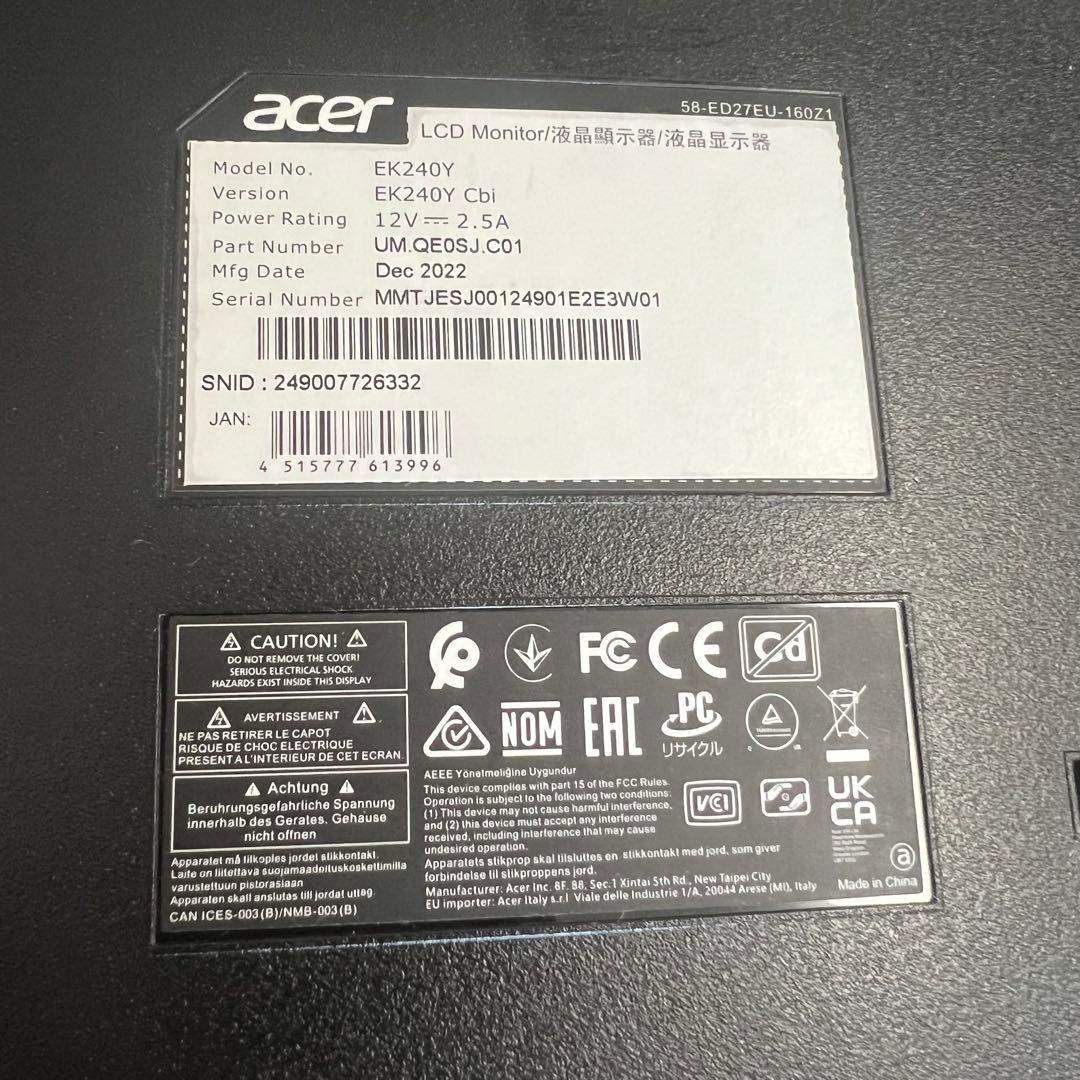 acer
58-ED27EU-160Z1
LCD Monitor/液晶顯示器/液晶显示器
Model No. EK240Y
Version EK240Y Cbi
Power Rating 12V 2.5A
Part Number UM.QE0SJ.C01
Mfg Date Dec 2022
Serial Number MMTJESJ00124901E2E3W01
SNID : 249007726332
JAN:
4 515777 613996
CAUTION!
DO NOT REMOVE THE COVER!
SERIOUS ELECTRICAL SHOCK
HAZARDS EXIST INSIDE THIS DISPLAY
AVERTISSEMENT
NE PAS RETIRER LE CAPOT
RISQUE DE CHOC ELECTRIQUE
PRESENT A L'INTERIEUR DE CET ECRAN.
Achtung
Beruhrungsgefahrliche Spannung
innerhalb des Gerates. Gehause
nicht offnen
Apparatet må tilkoples jordet stikkontakt.
Laite on liitettävä suojamaadoituskoskettimilla
varustettuun pistorasiaan
Apparaten skall anslutas till jordat uttag.
CAN ICES-003(B)/NMB-003(B)
FC CE Cd
NOM EAC PC
リサイクル
AEEE Yönetmeliğine Uygundur
This device complies with part 15 of the FCC Rules.
Operation is subject to the following two conditions:
(1) This device may not cause harmful interference,
and (2) this device must accept any interference
received, including interference that may cause
undesired operation.
VCI
G
UK
CA
Apparatets stikprop skal tilsluttes en stikkontakt med jord, som giver
forbindelse til stikproppens jord.
Manufacturer: Acer Inc. 8F. 88, Sec.1 Xintai 5th Rd., New Taipei City
EU importer: Acer Italy s.r.l Viale delle Industrie 1/A, 20044 Arese (MI), Italy
a
Made in China